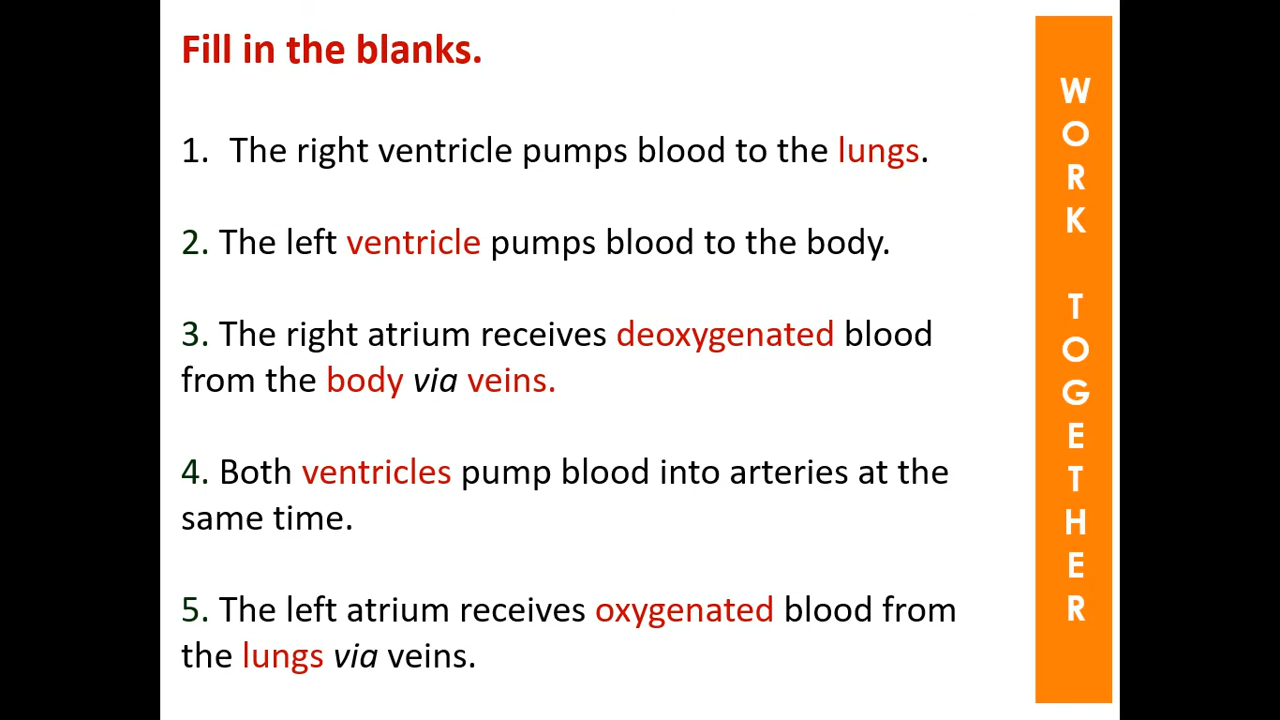 Fill in the blanks.
1. The right ventricle pumps blood to the lungs.
2. The left ventricle pumps blood to the body.
3. The right atrium receives deoxygenated blood
from the body via veins.
4. Both ventricles pump blood into arteries at the
same time.
5. The left atrium receives oxygenated blood from
the lungs via veins.
WORK TOGETHER